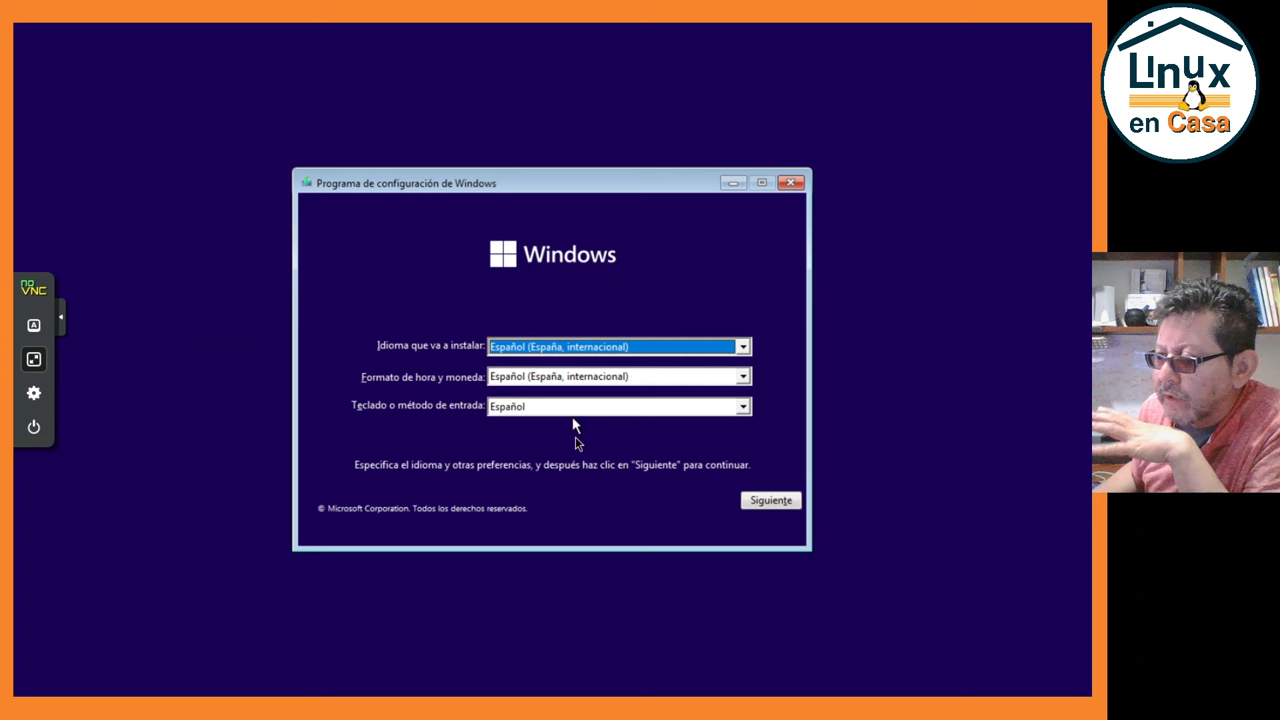 Linux
en Casa
Programa de configuración de Windows
Windows
Idioma que va a instalar: Español (España, internacional)
Formato de hora y moneda: Español (España, internacional)
Teclado o método de entrada: Español
Especifica el idioma y otras preferencias, y después haz clic en "Siguiente" para continuar.
Siguiente
© Microsoft Corporation. Todos los derechos reservados.
no
VNC
A